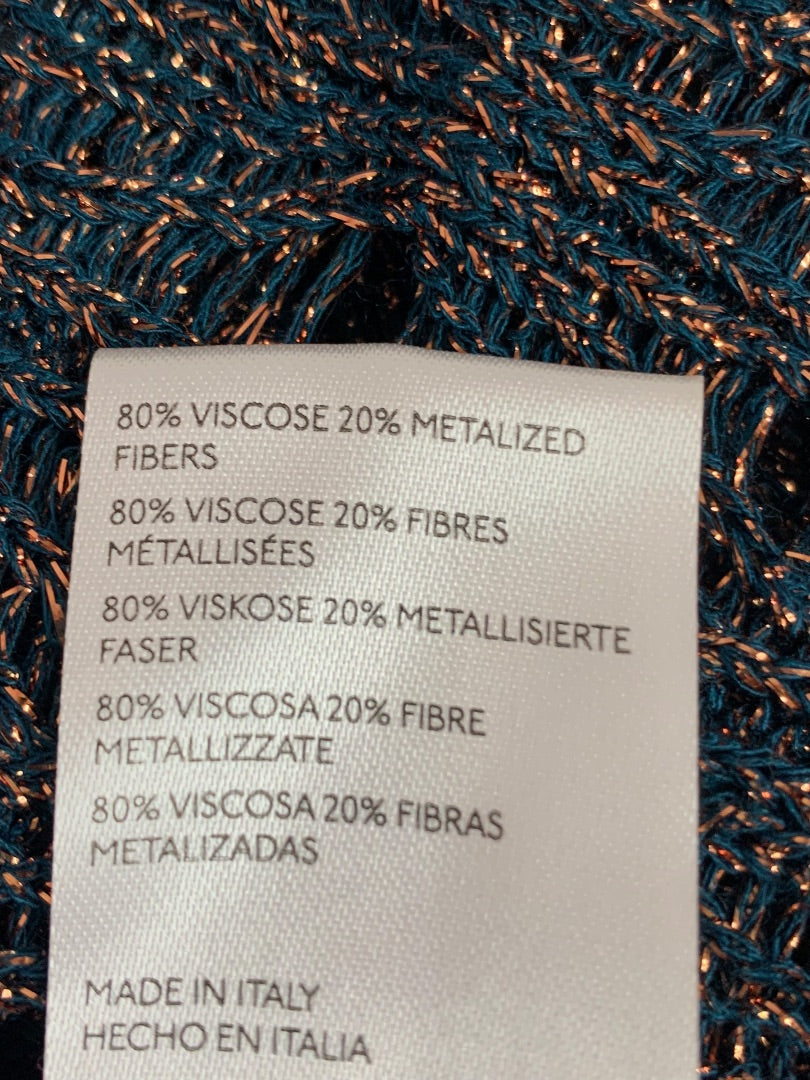 80% VISCOSE 20% METALIZED
FIBERS
80% VISCOSE 20% FIBRES
MÉTALLISÉES
80% VISKOSE 20% METALLISIERTE
FASER
80% VISCOSA 20% FIBRE
METALLIZZATE
80% VISCOSA 20% FIBRAS
METALIZADAS
MADE IN ITALY
HECHO EN ITALIA